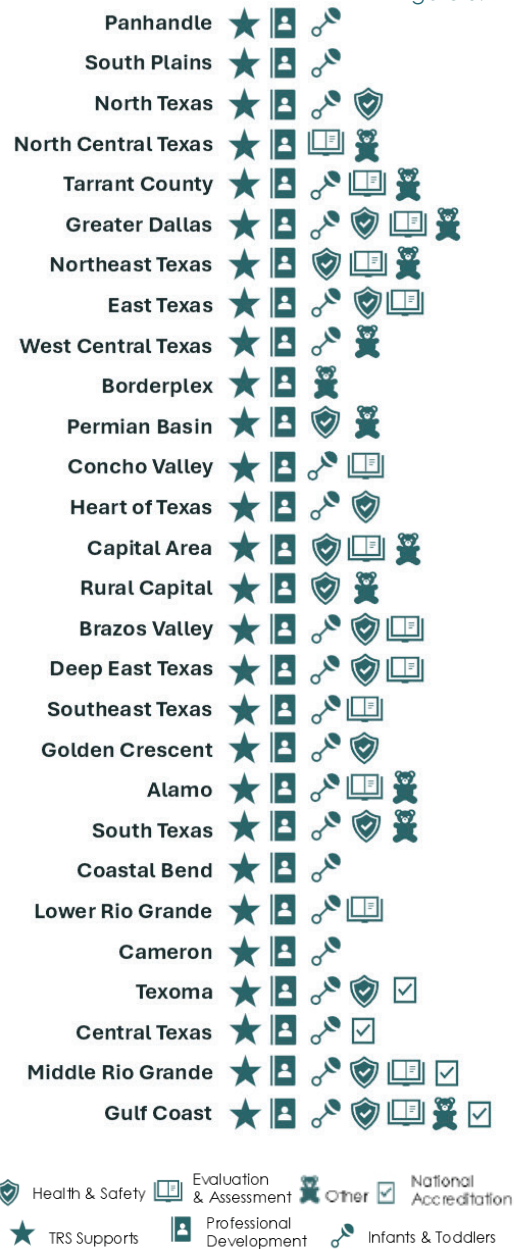 Panhandle
South Plains
North Texas
North Central Texas
Tarrant County
Greater Dallas
Northeast Texas
East Texas
West Central Texas
Borderplex
Permian Basin
Concho Valley
Heart of Texas
Capital Area
Rural Capital
Brazos Valley
Deep East Texas
Southeast Texas
Golden Crescent
Alamo
South Texas
Coastal Bend
Lower Rio Grande
Cameron
Texoma
Central Texas
Middle Rio Grande
Gulf Coast
Health & Safety
Evaluation
& Assessment
Other
National
Accreditation
TRS Supports
Professional
Development
Infants & Toddlers